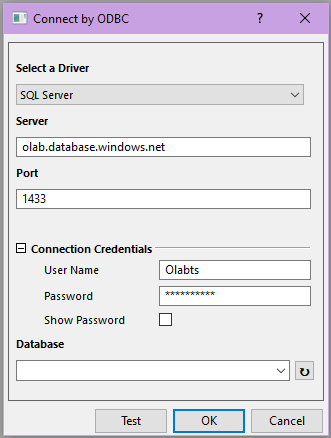 Connect by ODBC
Select a Driver
SQL Server
Server
olab.database.windows.net
Port
1433
Connection Credentials
User Name Olabts
Password **********
Show Password
Database
Test OK Cancel